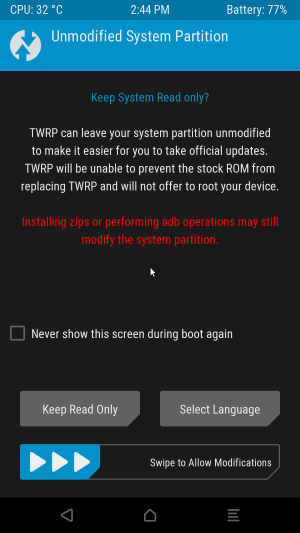 CPU: 32 °C 2:44 PM Battery: 77%
Unmodified System Partition
Keep System Read only?
TWRP can leave your system partition unmodified
to make it easier for you to take official updates.
TWRP will be unable to prevent the stock ROM from
replacing TWRP and will not offer to root your device.
Installing zips or performing adb operations may still
modify the system partition.
Never show this screen during boot again
Keep Read Only Select Language
Swipe to Allow Modifications